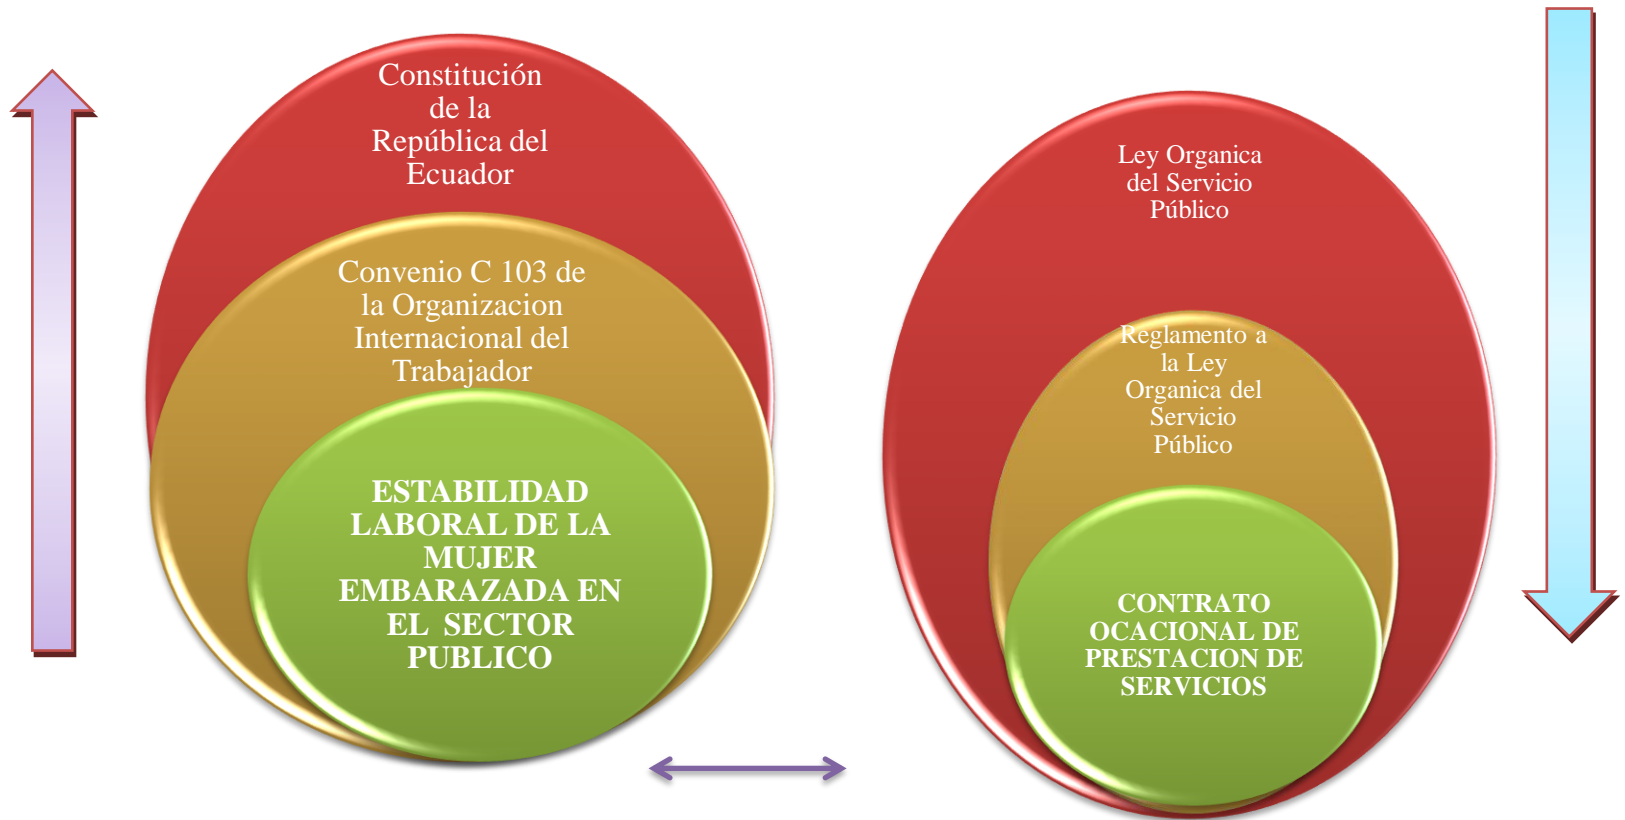 Constitución
de la
República del
Ecuador
Convenio C 103 de
la Organizacion
Internacional del
Trabajador
ESTABILIDAD
LABORAL DE LA
MUJER
EMBARAZADA EN
EL SECTOR
PUBLICO
Ley Organica
del Servicio
Público
Reglamento a
la Ley
Organica del
Servicio
Público
CONTRATO
OCACIONAL DE
PRESTACION DE
SERVICIOS